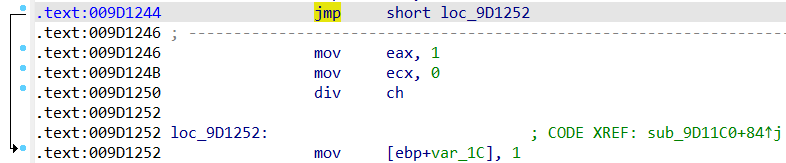 .text:009D1244 jmp short loc_9D1252
.text:009D1246 ; ---------------------------------------------------------------------------
.text:009D1246 mov eax, 1
.text:009D124B mov ecx, 0
.text:009D1250 div ch
.text:009D1252
.text:009D1252 loc_9D1252: ; CODE XREF: sub_9D11C0+84↑j
.text:009D1252 mov [ebp+var_1C], 1